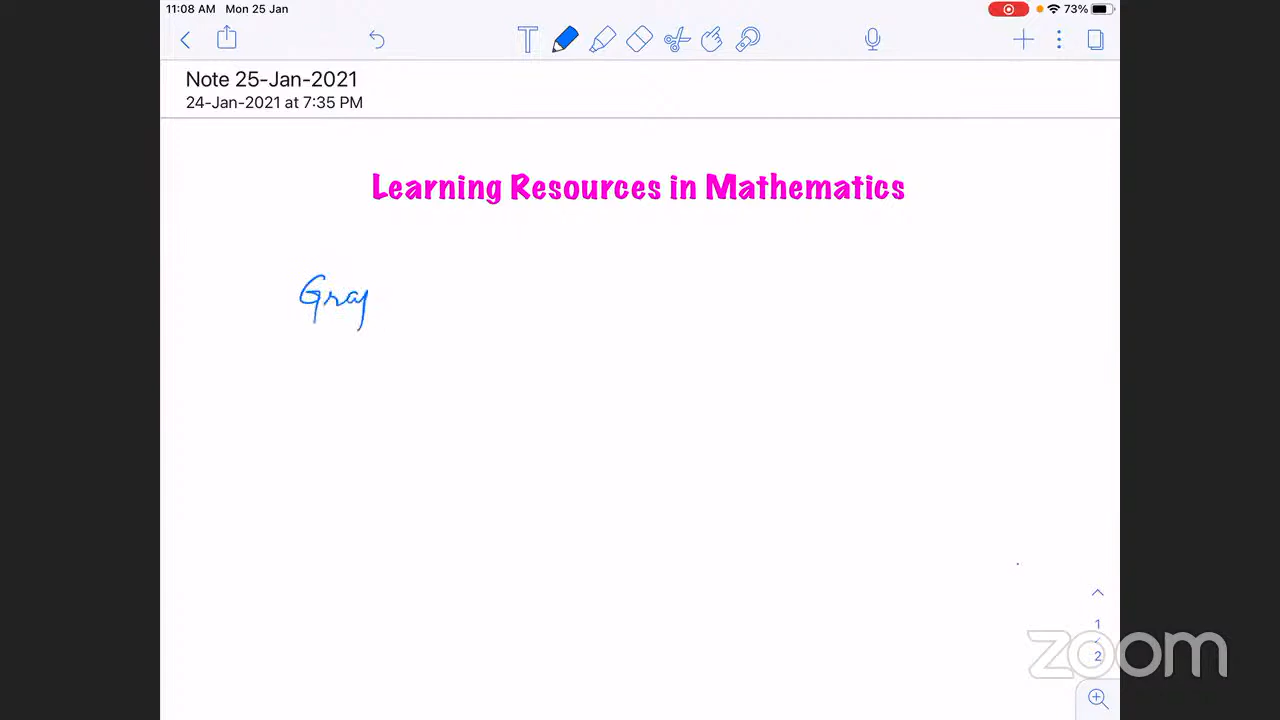 11:08 AM Mon 25 Jan 73%
T
Note 25-Jan-2021
24-Jan-2021 at 7:35 PM
Learning Resources in Mathematics
Grap
1
2
zoom